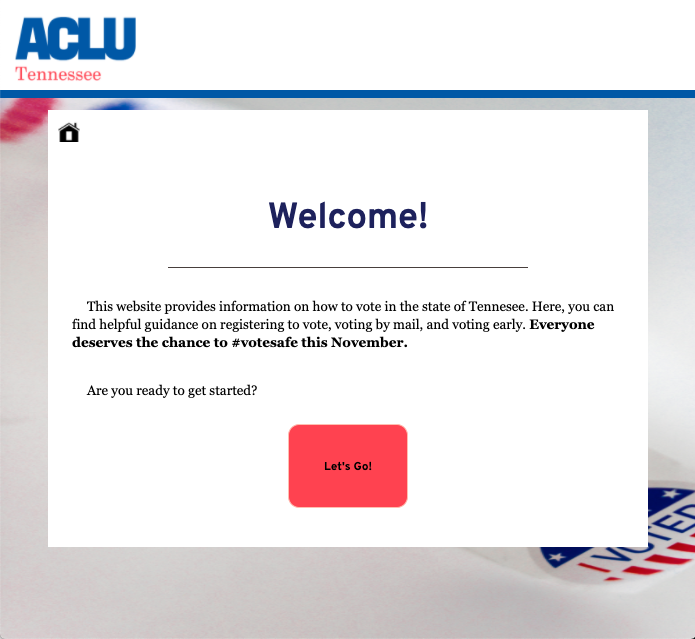 ACLU
Tennessee
Welcome!
This website provides information on how to vote in the state of Tennesee. Here, you can
find helpful guidance on registering to vote, voting by mail, and voting early. Everyone
deserves the chance to #votesafe this November.
Are you ready to get started?
Let's Go!
I VOTED